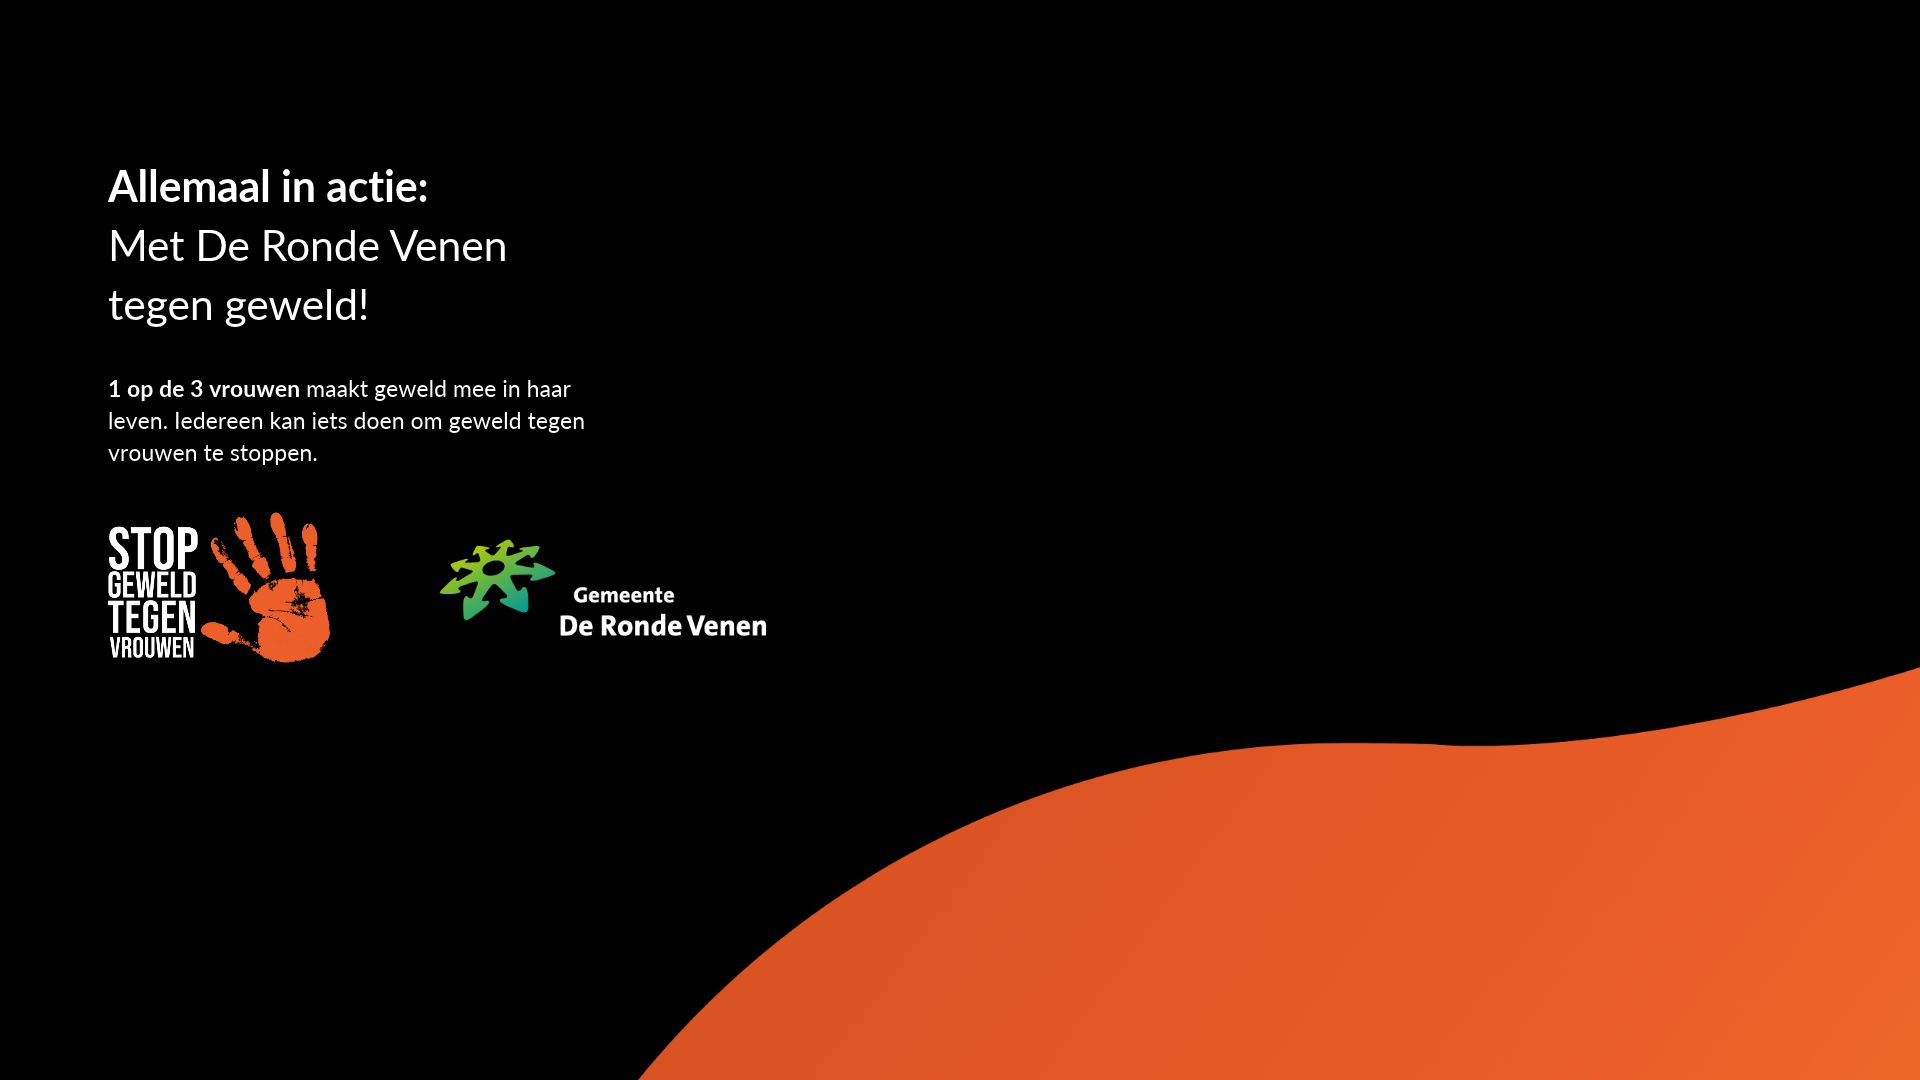 Allemaal in actie:
Met De Ronde Venen
tegen geweld!
1 op de 3 vrouwen maakt geweld mee in haar
leven. Iedereen kan iets doen om geweld tegen
vrouwen te stoppen.
STOP
GEWELD
TEGEN
VROUWEN
Gemeente
De Ronde Venen